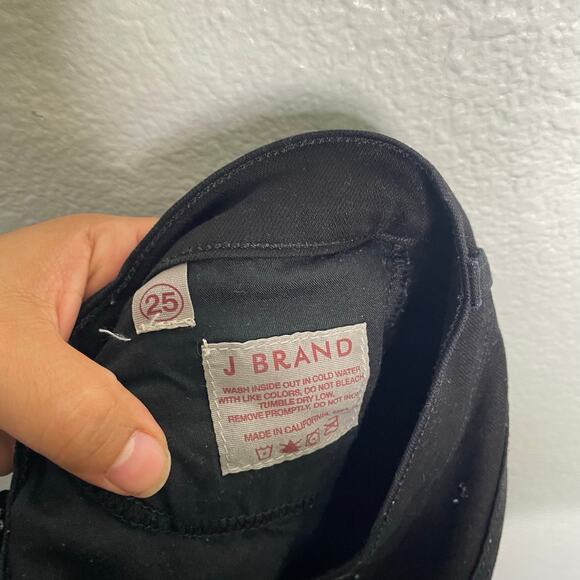 25
J BRAND
WASH INSIDE OUT IN COLD WATER
WITH LIKE COLORS, DO NOT BLEACH
TUMBLE DRY LOW,
REMOVE PROMPTLY, DO NOT
MADE IN CALIFORNIA,